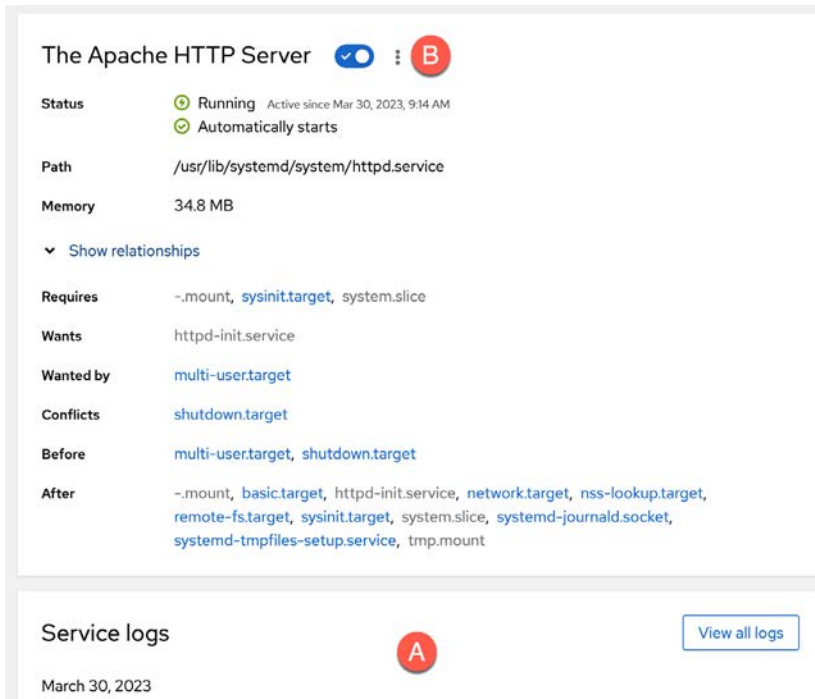 The Apache HTTP Server B
Status Running Active since Mar 30, 2023, 9:14 AM
Automatically starts
Path /usr/lib/systemd/system/httpd.service
Memory 34.8 MB
Show relationships
Requires -.mount, sysinit.target, system.slice
Wants httpd-init.service
Wanted by multi-user.target
Conflicts shutdown.target
Before multi-user.target, shutdown.target
After -.mount, basic.target, httpd-init.service, network.target, nss-lookup.target,
remote-fs.target, sysinit.target, system.slice, systemd-journald.socket,
systemd-tmpfiles-setup.service, tmp.mount
Service logs A View all logs
March 30, 2023